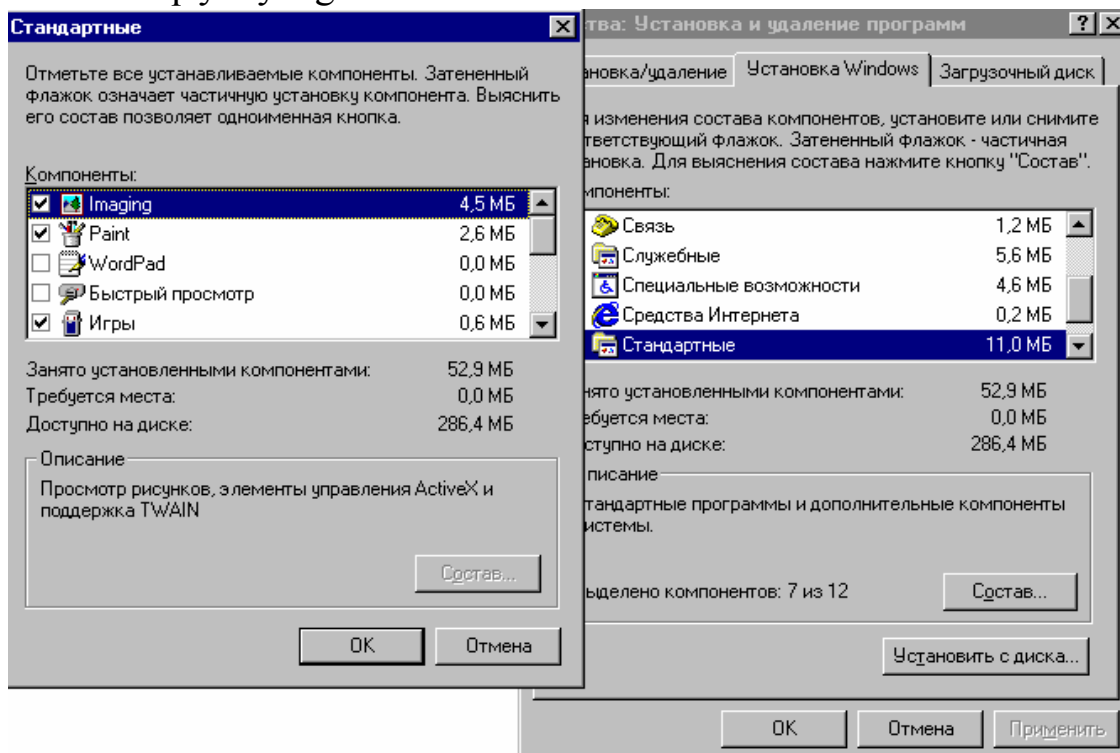 Стандартные
Отметьте все устанавливаемые компоненты. Затененный
флажок означает частичную установку компонента. Выяснить
его состав позволяет одноименная кнопка.
Компоненты:
Imaging 4,5 МБ
Paint 2,6 МБ
WordPad 0,0 МБ
Быстрый просмотр 0,0 МБ
Игры 0,6 МБ
Занято установленными компонентами: 52,9 МБ
Требуется места: 0,0 МБ
Доступно на диске: 286,4 МБ
Описание
Просмотр рисунков, элементы управления ActiveX и
поддержка TWAIN
Состав...
OK Отмена
тва: Установка и удаление программ
ановка/удаление Установка Windows Загрузочный диск
я изменения состава компонентов, установите или снимите
тветствующий флажок. Затененный флажок - частичная
ановка. Для выяснения состава нажмите кнопку "Состав".
мпоненты:
Связь 1,2 МБ
Служебные 5,6 МБ
Специальные возможности 4,6 МБ
Средства Интернета 0,2 МБ
Стандартные 11,0 МБ
нято установленными компонентами: 52,9 МБ
ебуется места: 0,0 МБ
ступно на диске: 286,4 МБ
писание
тандартные программы и дополнительные компоненты
истемы.
ыделено компонентов: 7 из 12 Состав...
Установить с диска...
OK Отмена Применить